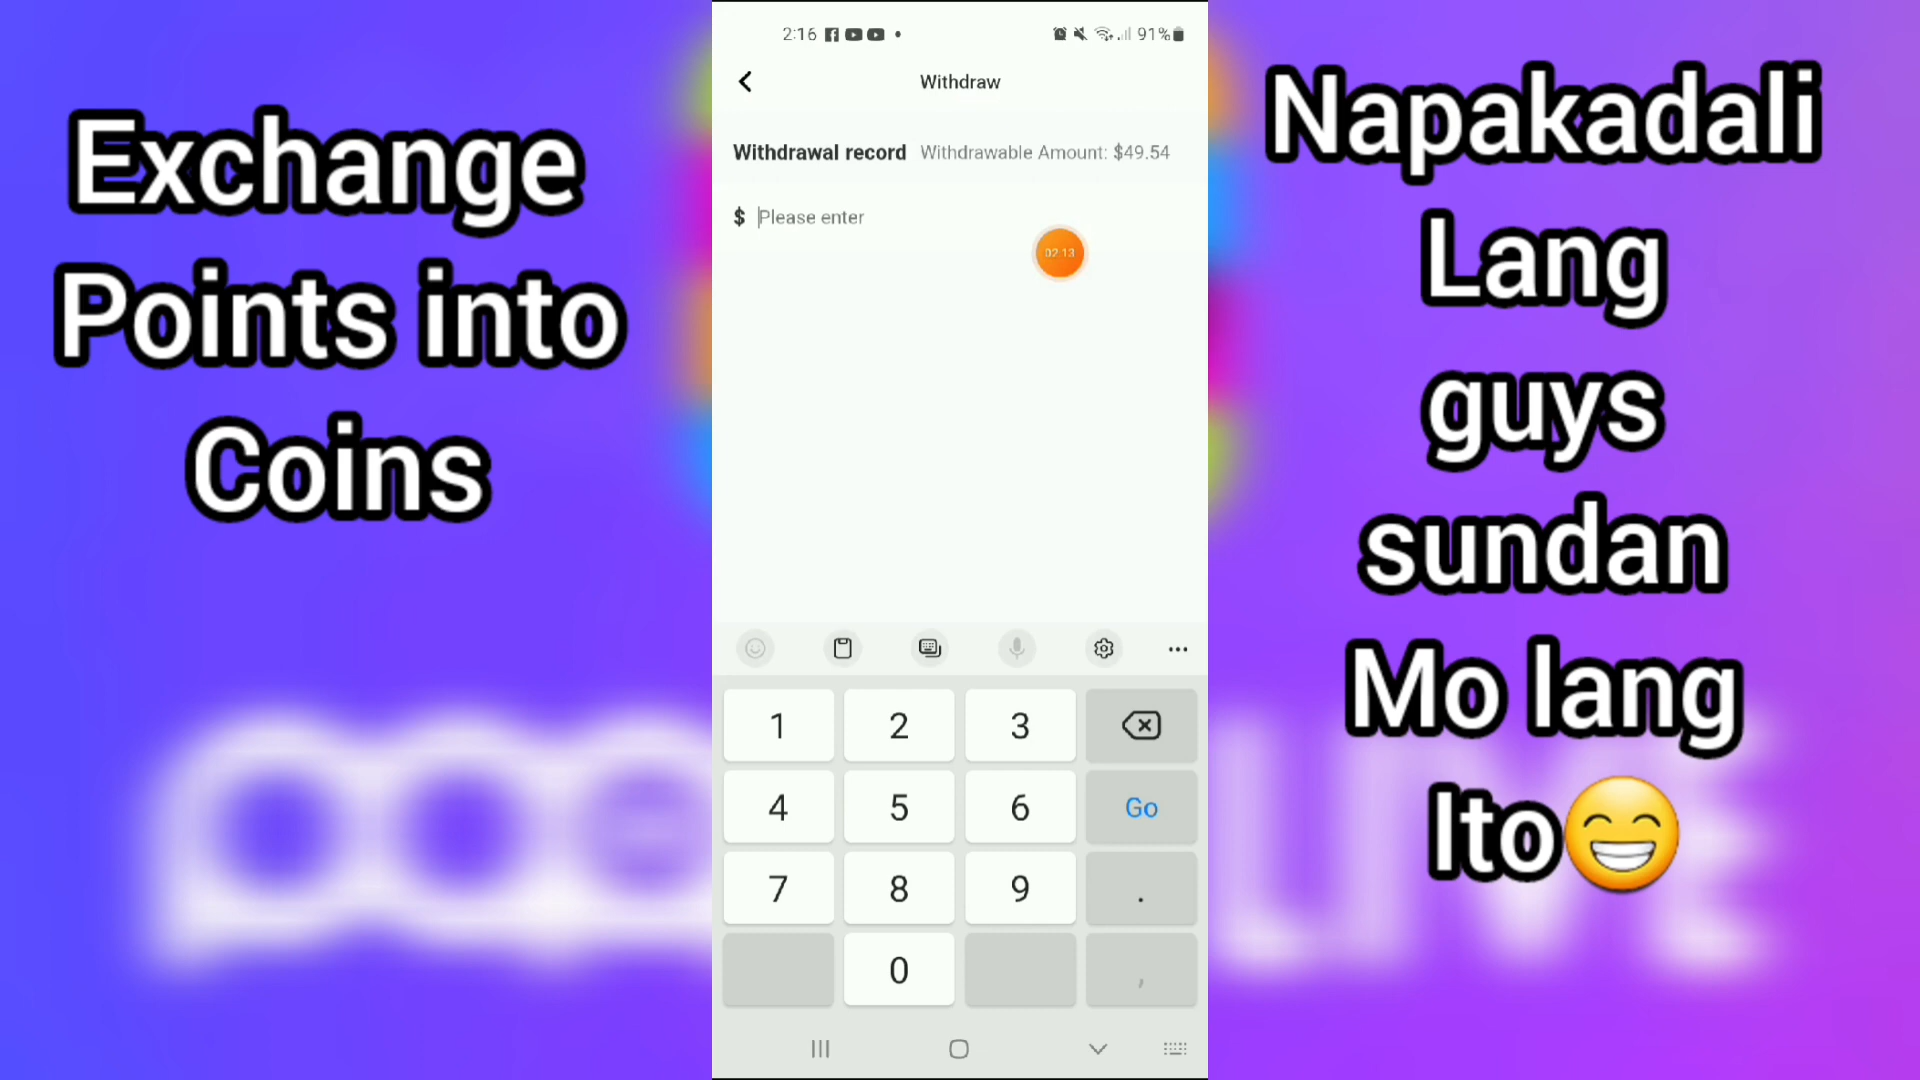 Exchange
Points into
Coins
2:16
91%
Withdraw
Withdrawal record Withdrawable Amount: $49.54
$ Please enter
02:13
1 2 3
4 5 6 Go
7 8 9 .
0 ,
Napakadali
Lang
guys
sundan
Mo lang
Ito😁
LIVE